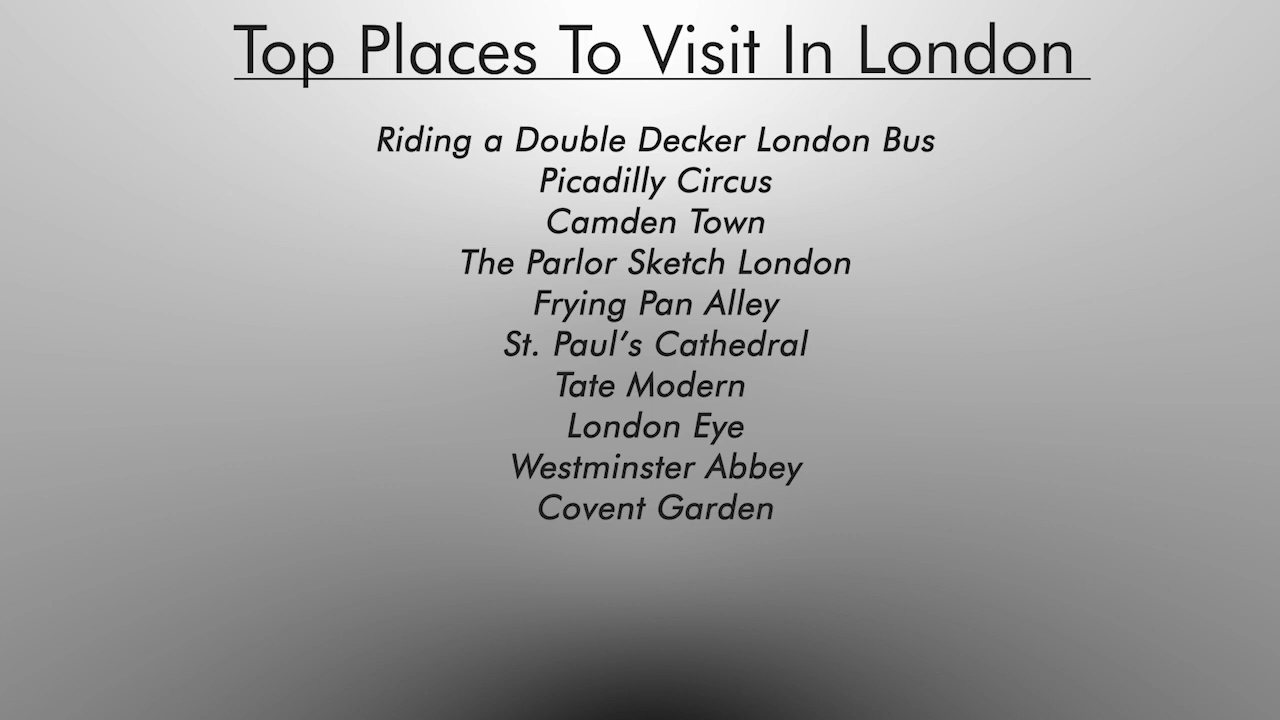 Top Places To Visit In London
Riding a Double Decker London Bus
Picadilly Circus
Camden Town
The Parlor Sketch London
Frying Pan Alley
St. Paul's Cathedral
Tate Modern
London Eye
Westminster Abbey
Covent Garden